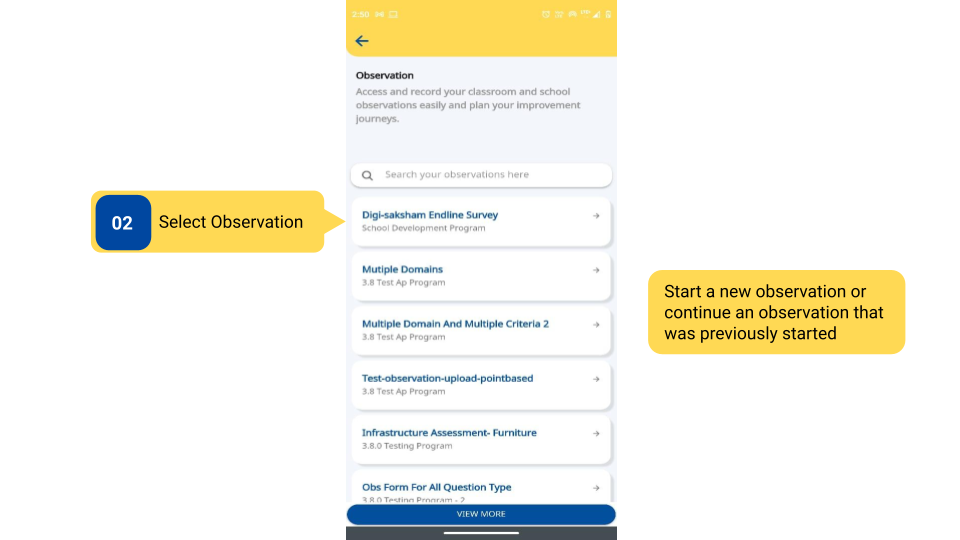 2:50
Observation
Access and record your classroom and school
observations easily and plan your improvement
journeys.
Search your observations here
02 Select Observation
Digi-saksham Endline Survey
School Development Program
Mutiple Domains
3.8 Test Ap Program
Start a new observation or
continue an observation that
was previously started
Multiple Domain And Multiple Criteria 2
3.8 Test Ap Program
Test-observation-upload-pointbased
3.8 Test Ap Program
Infrastructure Assessment- Furniture
3.8.0 Testing Program
Obs Form For All Question Type
3.8.0 Testing Program - 2
VIEW MORE